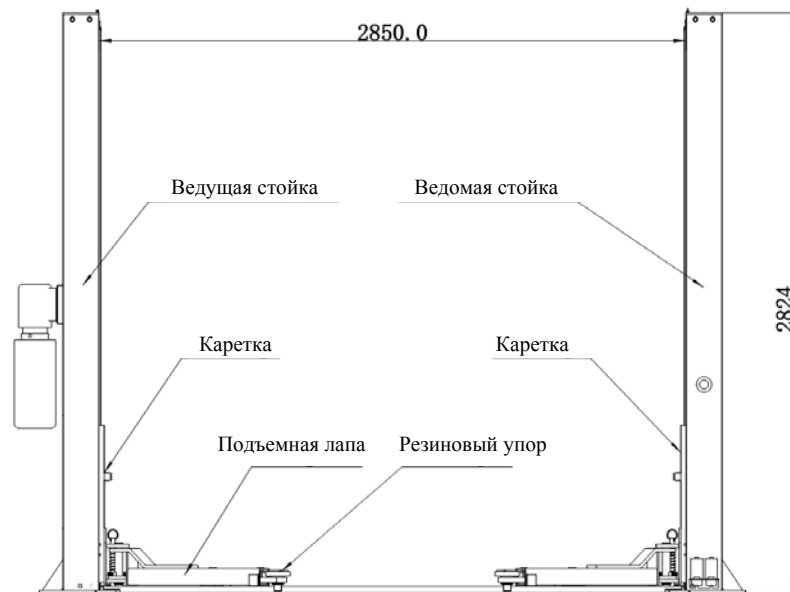 2850.0
Ведущая стойка
Ведомая стойка
2824
Каретка
Каретка
Подъемная лапа
Резиновый упор